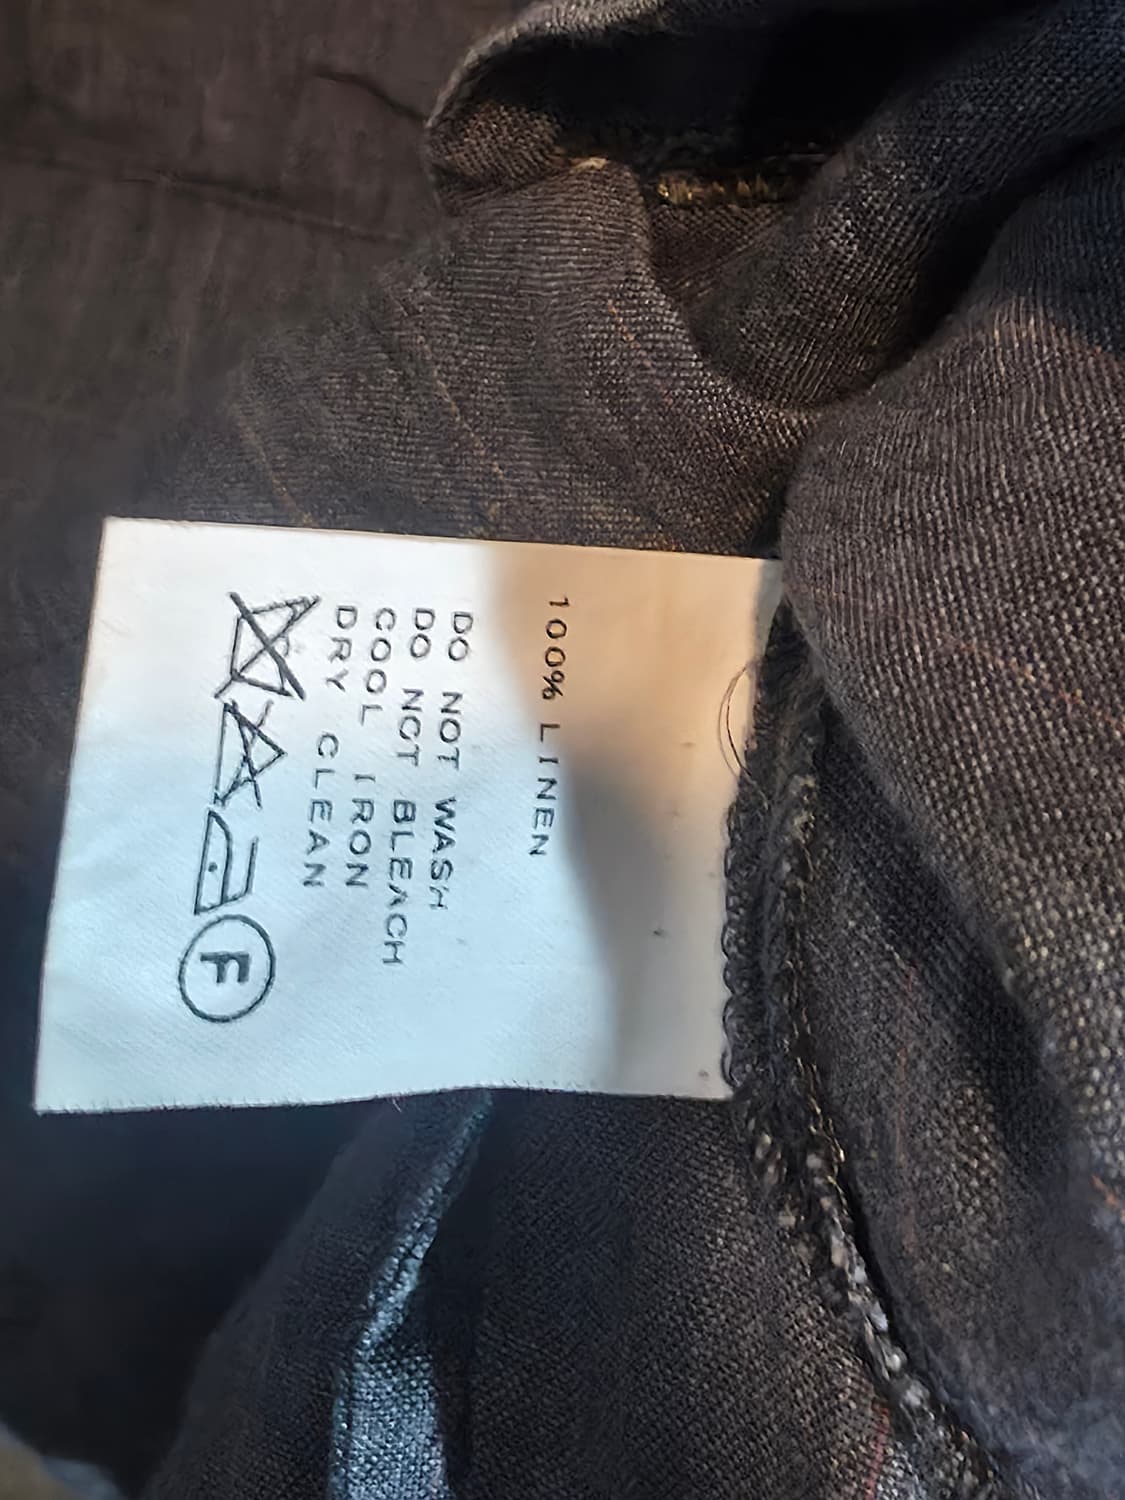 100% LINEN
DO NOT WASH
DO NOT BLEACH
COOL IRON
DRY CLEAN
F